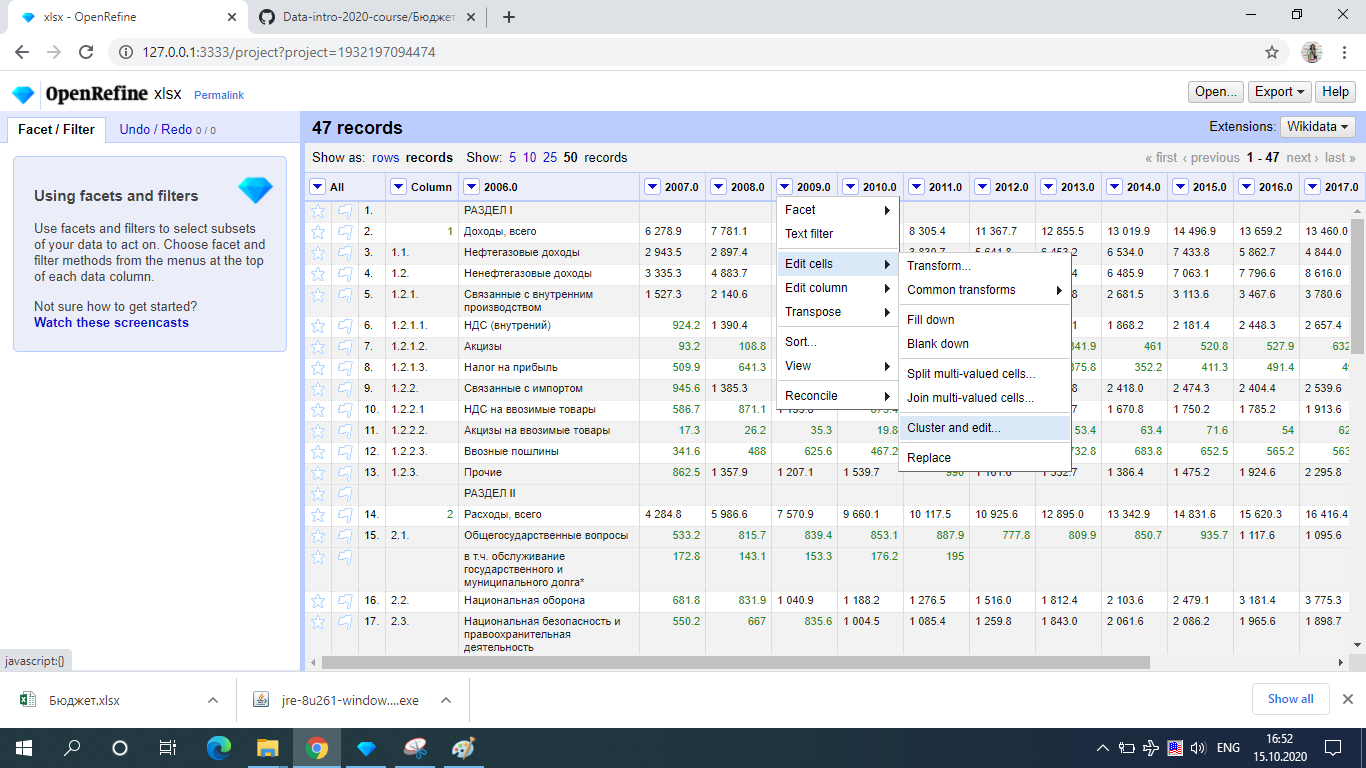 xlsx - OpenRefine
Data-intro-2020-course/Бюджет.
127.0.0.1:3333/project?project=1932197094474
OpenRefine xlsx Permalink
Open... Export Help
Facet / Filter Undo / Redo 0 / 0
47 records
Extensions: Wikidata
Show as: rows records Show: 5 10 25 50 records
« first ‹ previous 1 - 47 next › last »
Using facets and filters
Use facets and filters to select subsets
of your data to act on. Choose facet and
filter methods from the menus at the top
of each data column.
Not sure how to get started?
Watch these screencasts
All Column 2006.0 2007.0 2008.0 2009.0 2010.0 2011.0 2012.0 2013.0 2014.0 2015.0 2016.0 2017.0
1. РАЗДЕЛ I
2. 1 Доходы, всего 6 278.9 7 781.1 8 305.4 11 367.7 12 855.5 13 019.9 14 496.9 13 659.2 13 460.0
3. 1.1. Нефтегазовые доходы 2 943.5 2 897.4 6 534.0 7 433.8 5 862.7 4 844.0
4. 1.2. Ненефтегазовые доходы 3 335.3 4 883.7 6 485.9 7 063.1 7 796.6 8 616.0
5. 1.2.1. Связанные с внутренним
производством 1 527.3 2 140.6 8 2 681.5 3 113.6 3 467.6 3 780.6
6. 1.2.1.1. НДС (внутрений) 924.2 1 390.4 1 1 868.2 2 181.4 2 448.3 2 657.4
7. 1.2.1.2. Акцизы 93.2 108.8 341.9 461 520.8 527.9 632
8. 1.2.1.3. Налог на прибыль 509.9 641.3 375.8 352.2 411.3 491.4
9. 1.2.2. Связанные с импортом 945.6 1 385.3 8 2 418.0 2 474.3 2 404.4 2 539.6
10. 1.2.2.1 НДС на ввозимые товары 586.7 871.1 7 1 670.8 1 750.2 1 785.2 1 913.6
11. 1.2.2.2. Акцизы на ввозимые товары 17.3 26.2 35.3 19.8 53.4 63.4 71.6 54 62
12. 1.2.2.3. Ввозные пошлины 341.6 488 625.6 467.2 732.8 683.8 652.5 565.2 563
13. 1.2.3. Прочие 862.5 1 357.9 1 207.1 1 539.7 990 1 386.4 1 475.2 1 924.6 2 295.8
РАЗДЕЛ II
14. 2 Расходы, всего 4 284.8 5 986.6 7 570.9 9 660.1 10 117.5 10 925.6 12 895.0 13 342.9 14 831.6 15 620.3 16 416.4
15. 2.1. Общегосударственные вопросы 533.2 815.7 839.4 853.1 887.9 777.8 809.9 850.7 935.7 1 117.6 1 095.6
в т.ч. обслуживание
государственного и
муниципального долга* 172.8 143.1 153.3 176.2 195
16. 2.2. Национальная оборона 681.8 831.9 1 040.9 1 188.2 1 276.5 1 516.0 1 812.4 2 103.6 2 479.1 3 181.4 3 775.3
17. 2.3. Национальная безопасность и
правоохранительная
деятельность 550.2 667 835.6 1 004.5 1 085.4 1 259.8 1 843.0 2 061.6 2 086.2 1 965.6 1 898.7
Facet
Text filter
Edit cells
Edit column
Transpose
Sort...
View
Reconcile
Transform...
Common transforms
Fill down
Blank down
Split multi-valued cells...
Join multi-valued cells...
Cluster and edit...
Replace
javascript:{}
Бюджет.xlsx
jre-8u261-window....exe
Show all
ENG
16:52
15.10.2020